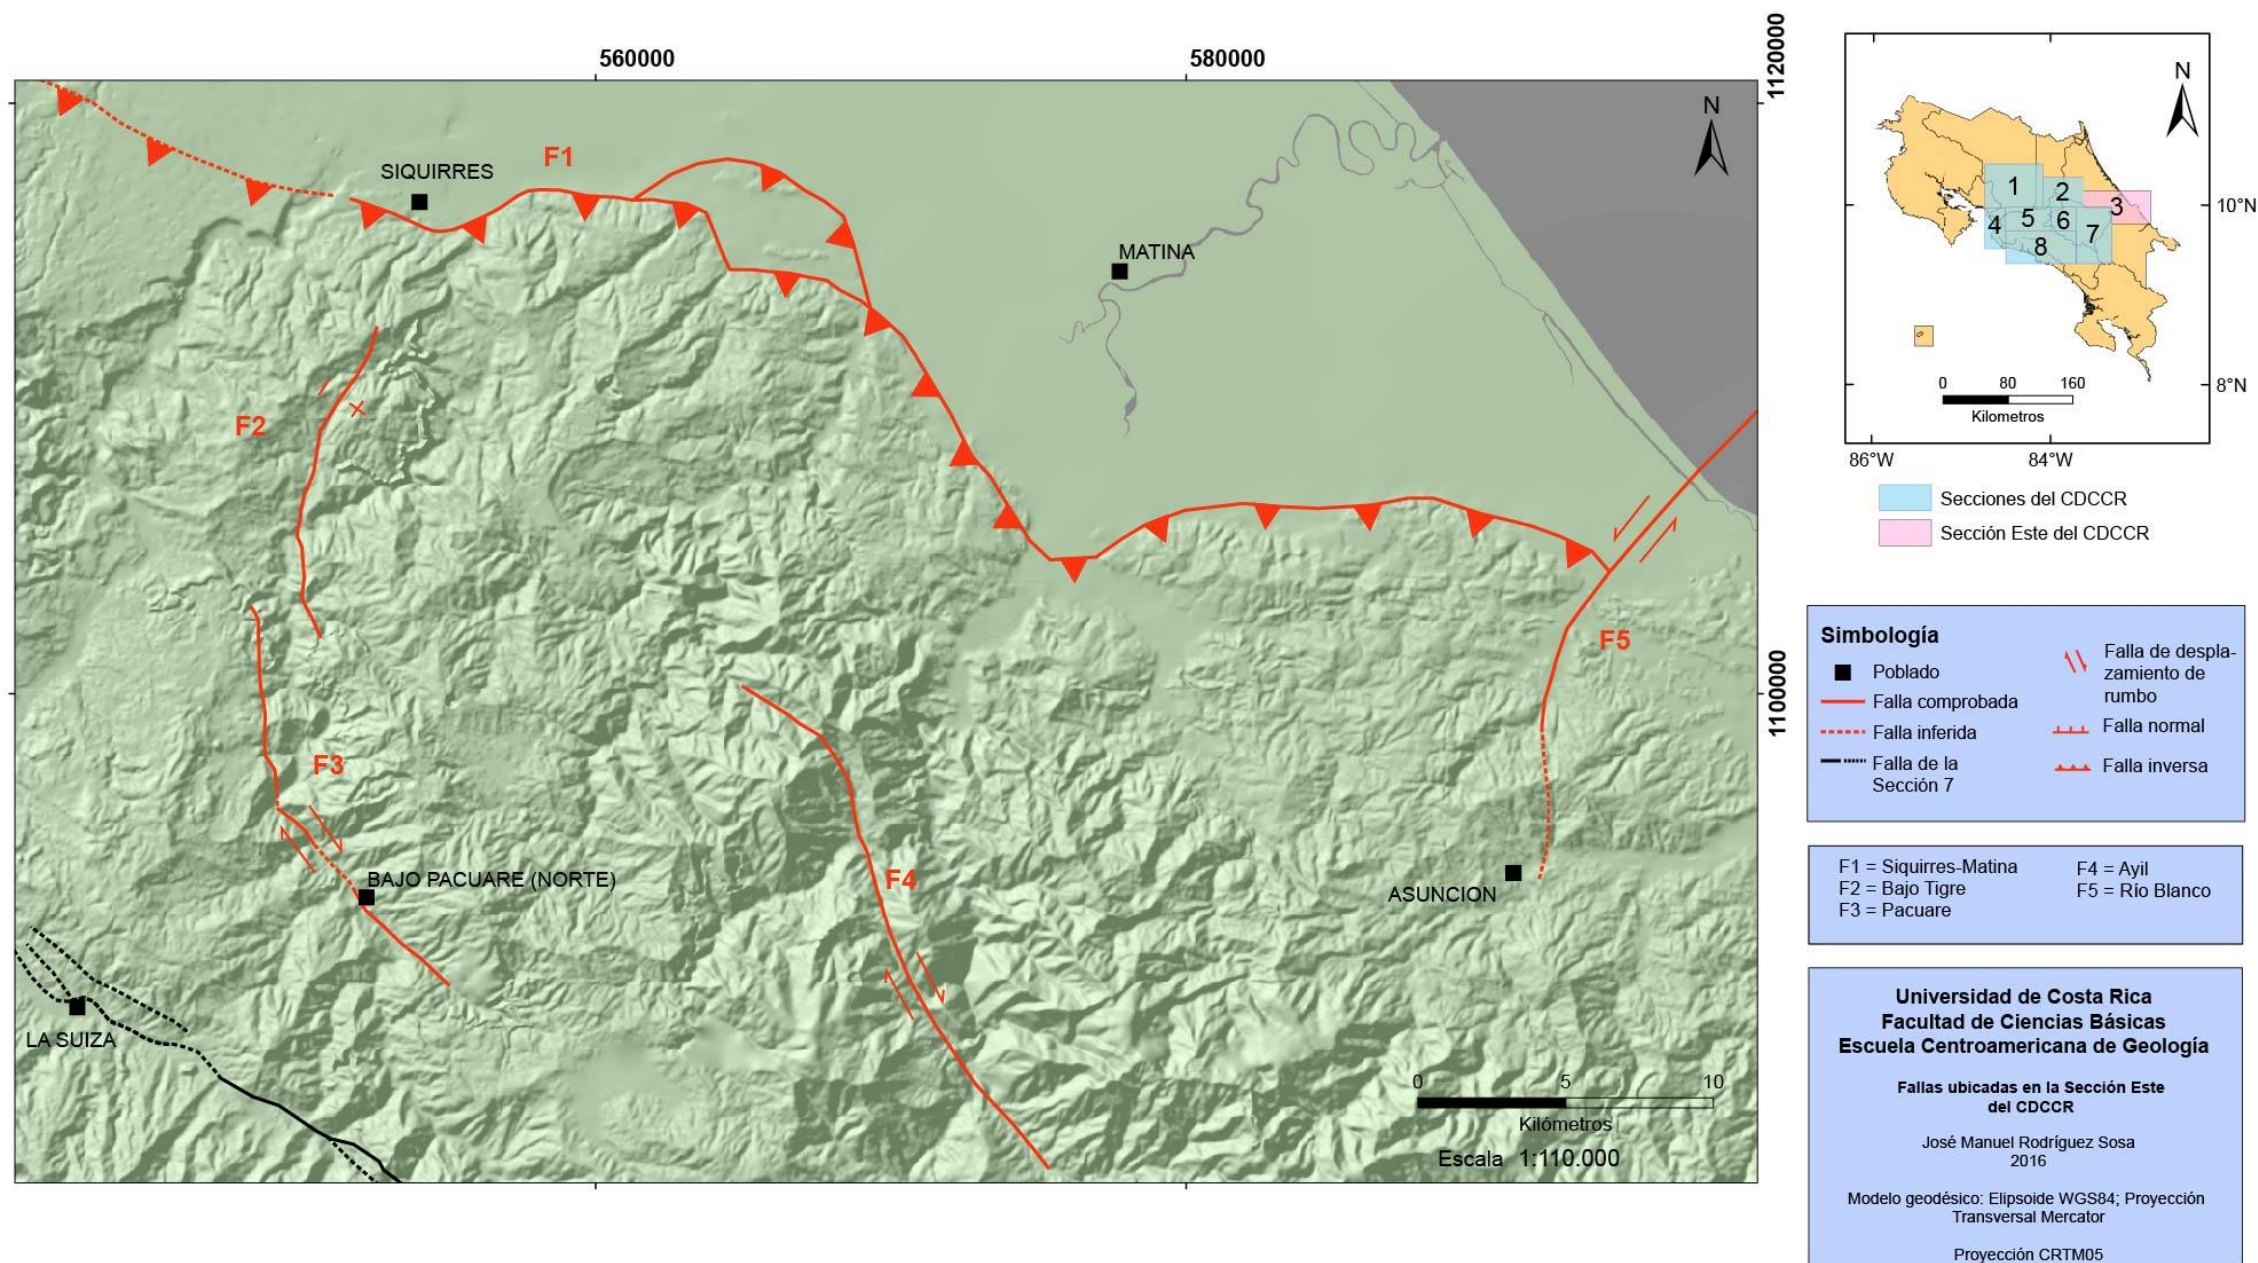 560000
580000
1120000
1100000
N
F1
SIQUIRRES
MATINA
F2
F5
F3
BAJO PACUARE (NORTE)
F4
ASUNCION
LA SUIZA
0 5 10
Kilómetros
Escala 1:110.000
N
1
2
3
4
5
6
7
8
10°N
8°N
0 80 160
Kilometros
86°W
84°W
Secciones del CDCCR
Sección Este del CDCCR
Simbología
Poblado
Falla comprobada
Falla inferida
Falla de la
Sección 7
Falla de despla-
zamiento de
rumbo
Falla normal
Falla inversa
F1 = Siquirres-Matina
F2 = Bajo Tigre
F3 = Pacuare
F4 = Ayil
F5 = Río Blanco
Universidad de Costa Rica
Facultad de Ciencias Básicas
Escuela Centroamericana de Geología
Fallas ubicadas en la Sección Este
del CDCCR
José Manuel Rodríguez Sosa
2016
Modelo geodésico: Elipsoide WGS84; Proyección
Transversal Mercator
Proyección CRTM05